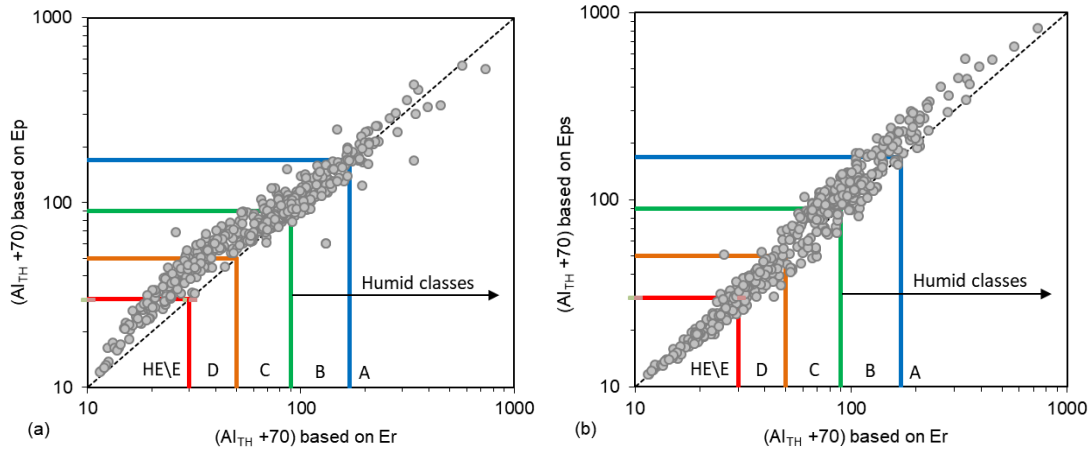 1000
100
10
(AI_TH +70) based on Ep
HE\E D C B A
Humid classes
10 100 1000
(a)
(AI_TH +70) based on Er
1000
100
10
(AI_TH +70) based on Eps
HE\E D C B A
Humid classes
10 100 1000
(b)
(AI_TH +70) based on Er